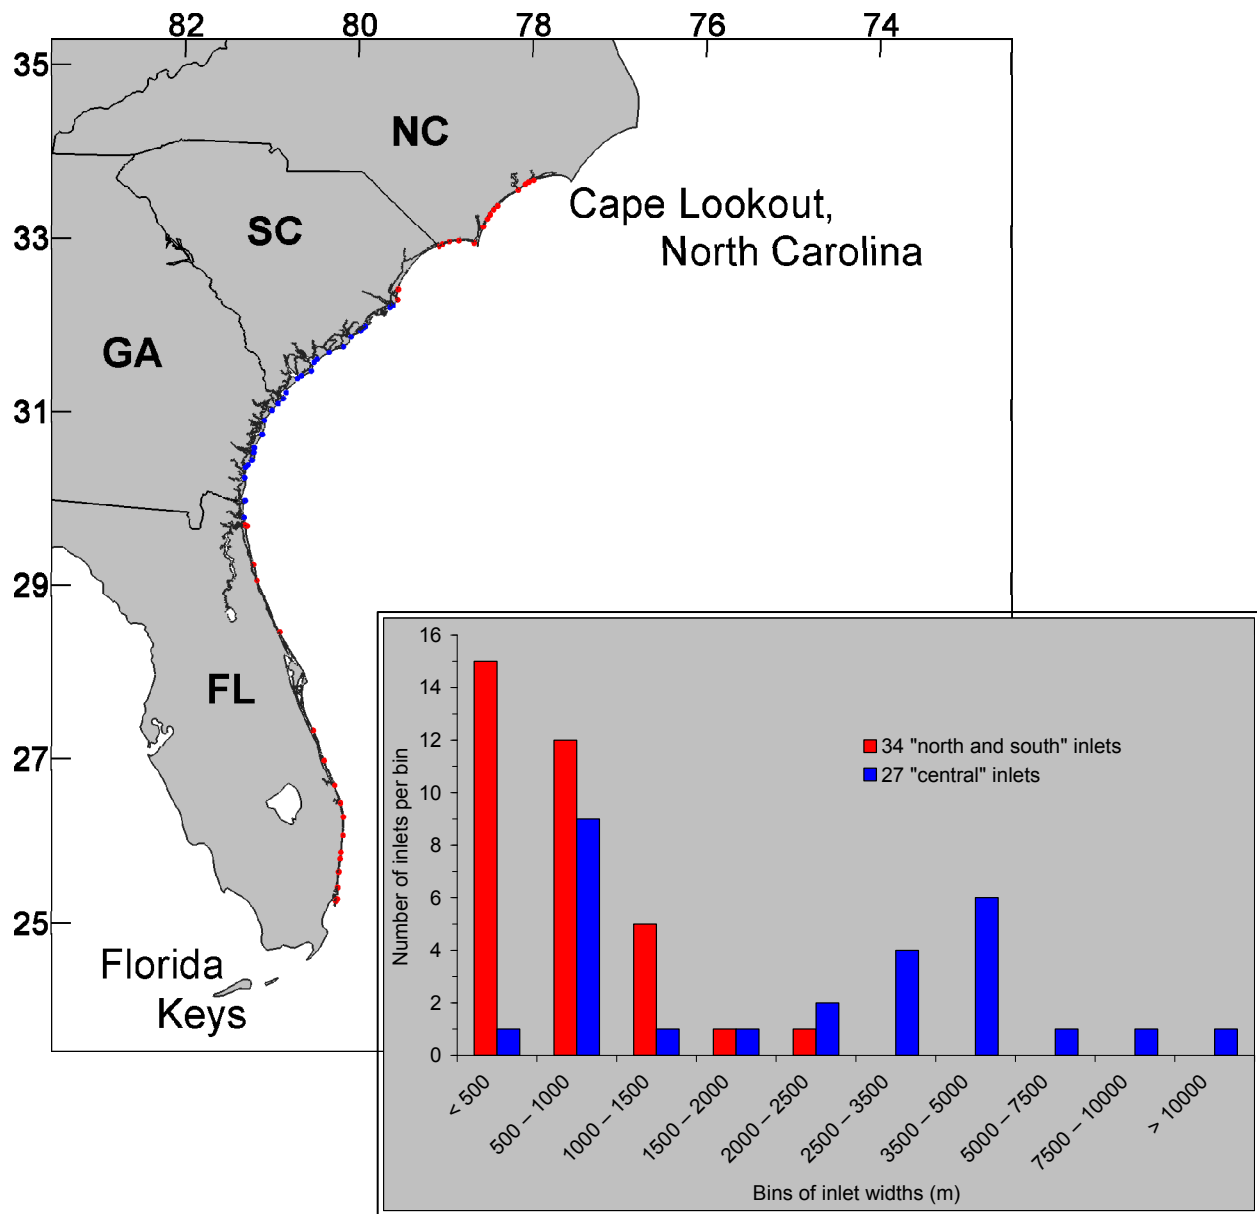 82 80 78 76 74
35
NC
Cape Lookout,
North Carolina
SC
33
GA
31
29
FL
27
25
Florida
Keys
16
14
12
10
8
6
4
2
0
Number of inlets per bin
34 "north and south" inlets
27 "central" inlets
< 500
500 – 1000
1000 – 1500
1500 – 2000
2000 – 2500
2500 – 3500
3500 – 5000
5000 – 7500
7500 – 10000
> 10000
Bins of inlet widths (m)